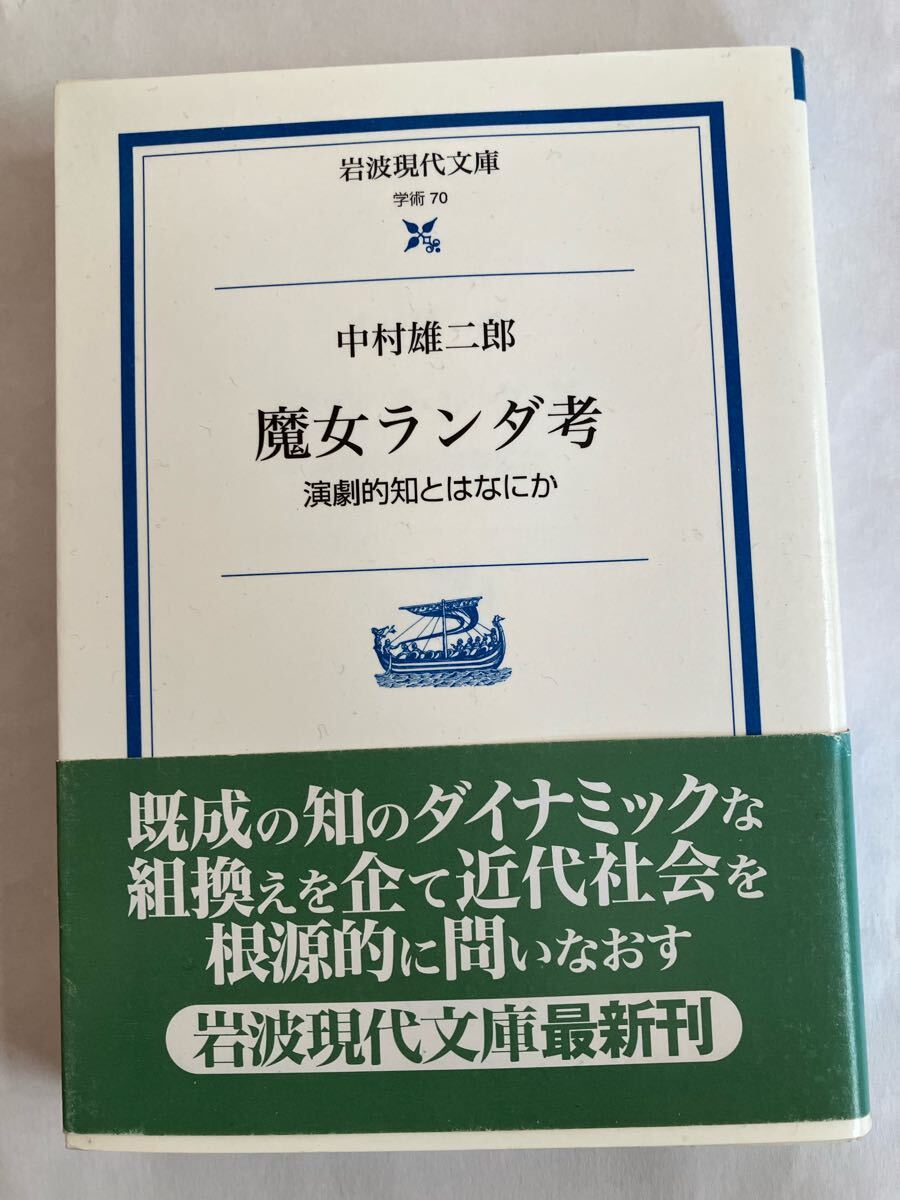 岩波現代文庫
学術 70
中村雄二郎
魔女ランダ考
演劇的知とはなにか
既成の知のダイナミックな
組換えを企て近代社会を
根源的に問いなおす
岩波現代文庫最新刊